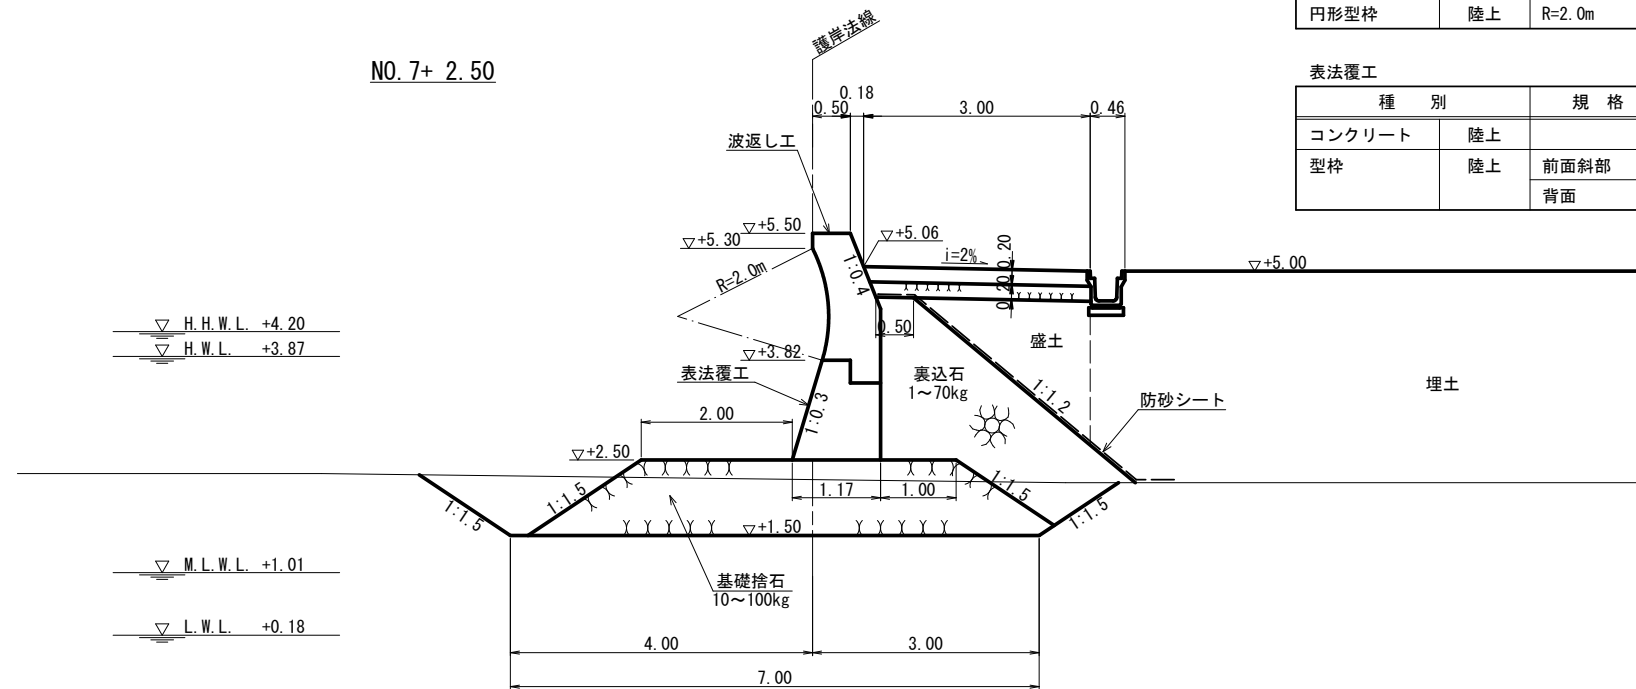 円形型枠 陸上 R=2.0m
護岸法線
NO.7+ 2.50
表法覆工
種 別 規 格
コンクリート 陸上
型枠 陸上 前面斜部
背面
0.18
0.50 3.00 0.46
波返し工
▽+5.50
▽+5.30
▽+5.06
i=2%
0.20
0.20
▽+5.00
R=2.0m
1:0.4
0.50
▽ H.H.W.L. +4.20
▽ H.W.L. +3.87
▽+3.82
盛土
埋土
表法覆工
裏込石
1～70kg
1:1.2
防砂シート
1:0.3
2.00
▽+2.50
1.17 1.00
1:1.5
1:1.5
1:1.5
1:1.5
▽+1.50
▽ M.L.W.L. +1.01
基礎捨石
10～100kg
▽ L.W.L. +0.18
4.00 3.00
7.00